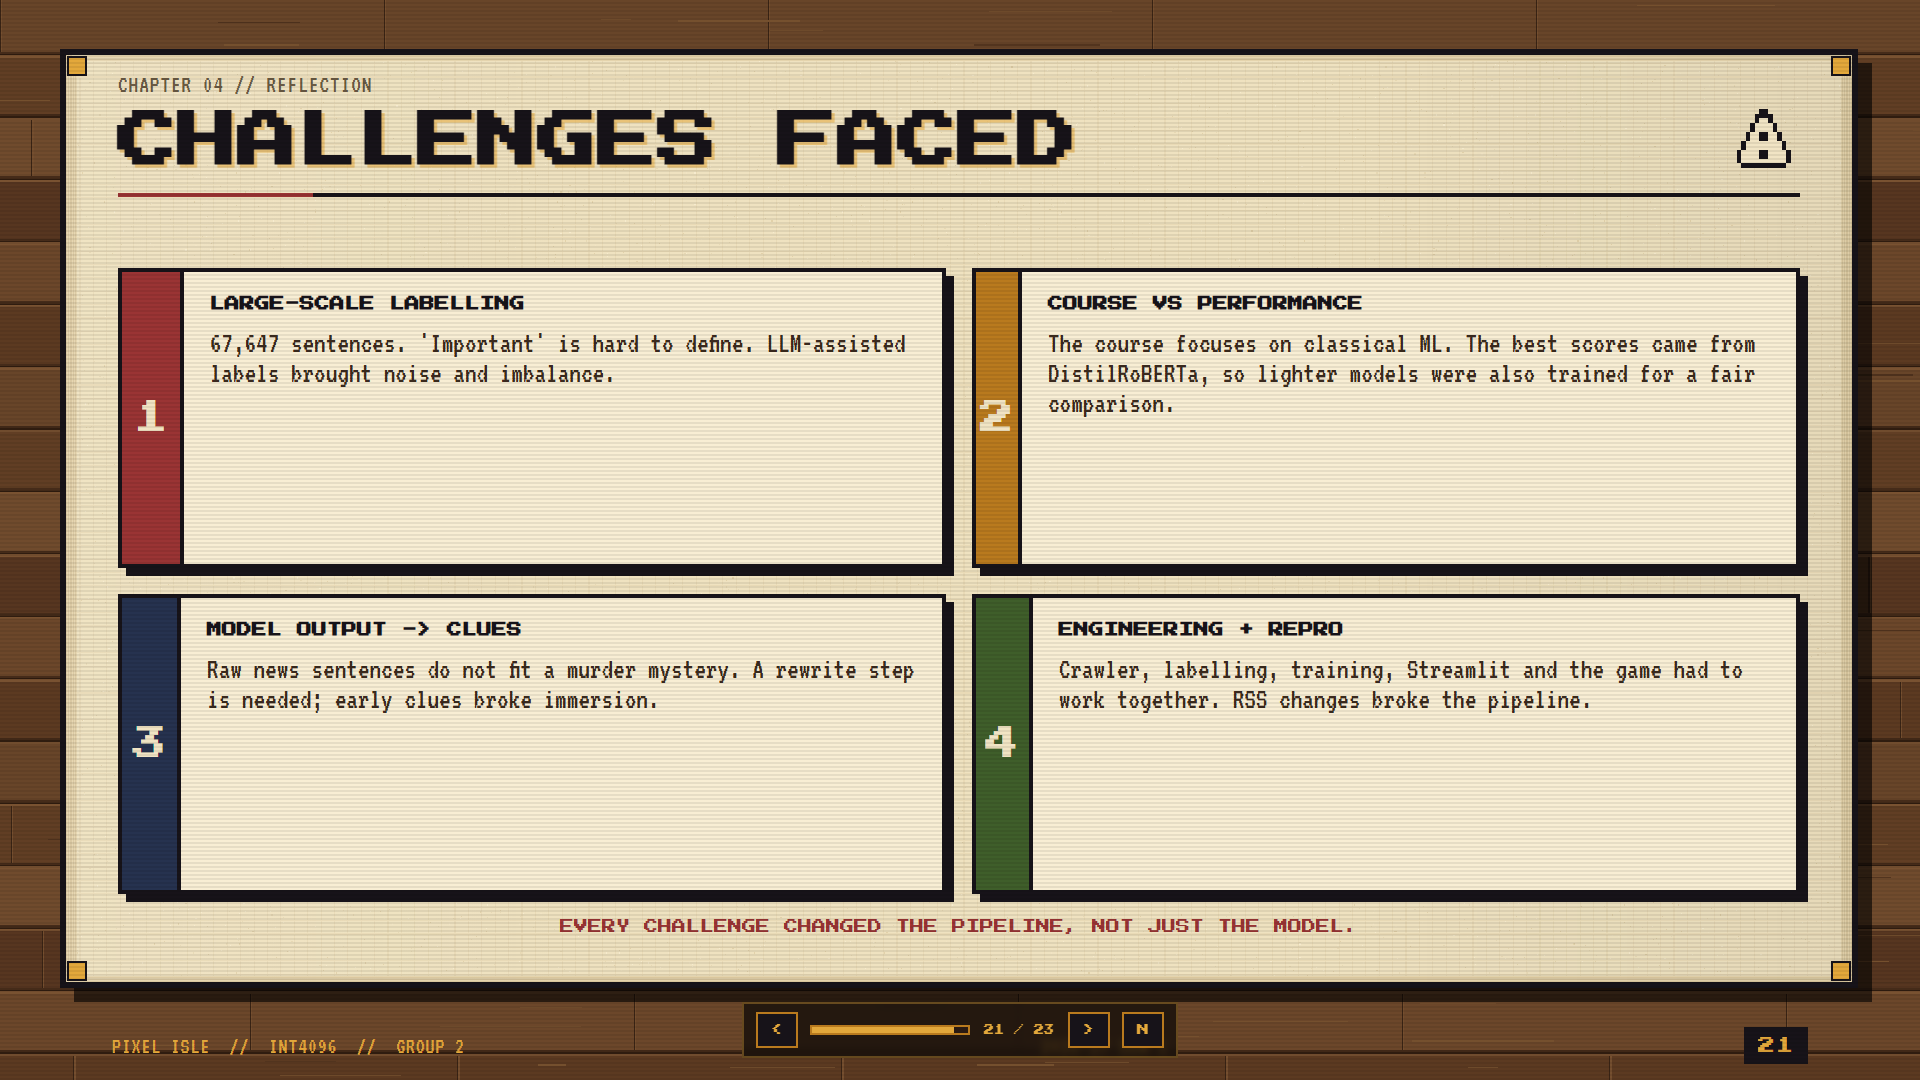 CHAPTER 04 // REFLECTION
CHALLENGES FACED
1
LARGE-SCALE LABELLING
67,647 sentences. 'Important' is hard to define. LLM-assisted
labels brought noise and imbalance.
2
COURSE VS PERFORMANCE
The course focuses on classical ML. The best scores came from
DistilRoBERTa, so lighter models were also trained for a fair
comparison.
3
MODEL OUTPUT -> CLUES
Raw news sentences do not fit a murder mystery. A rewrite step
is needed; early clues broke immersion.
4
ENGINEERING + REPRO
Crawler, labelling, training, Streamlit and the game had to
work together. RSS changes broke the pipeline.
EVERY CHALLENGE CHANGED THE PIPELINE, NOT JUST THE MODEL.
< 21 / 23 > N
PIXEL ISLE // INT4096 // GROUP 2
21